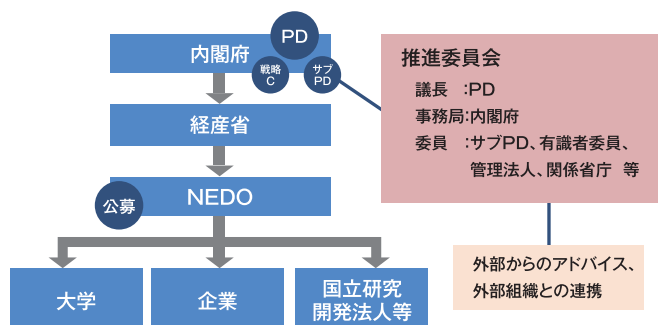 PD
内閣府
戦略
C
サブ
PD
経産省
NEDO
公募
大学
企業
国立研究
開発法人等
推進委員会
議長　:PD
事務局:内閣府
委員　:サブPD、有識者委員、
管理法人、関係省庁 等
外部からのアドバイス、
外部組織との連携